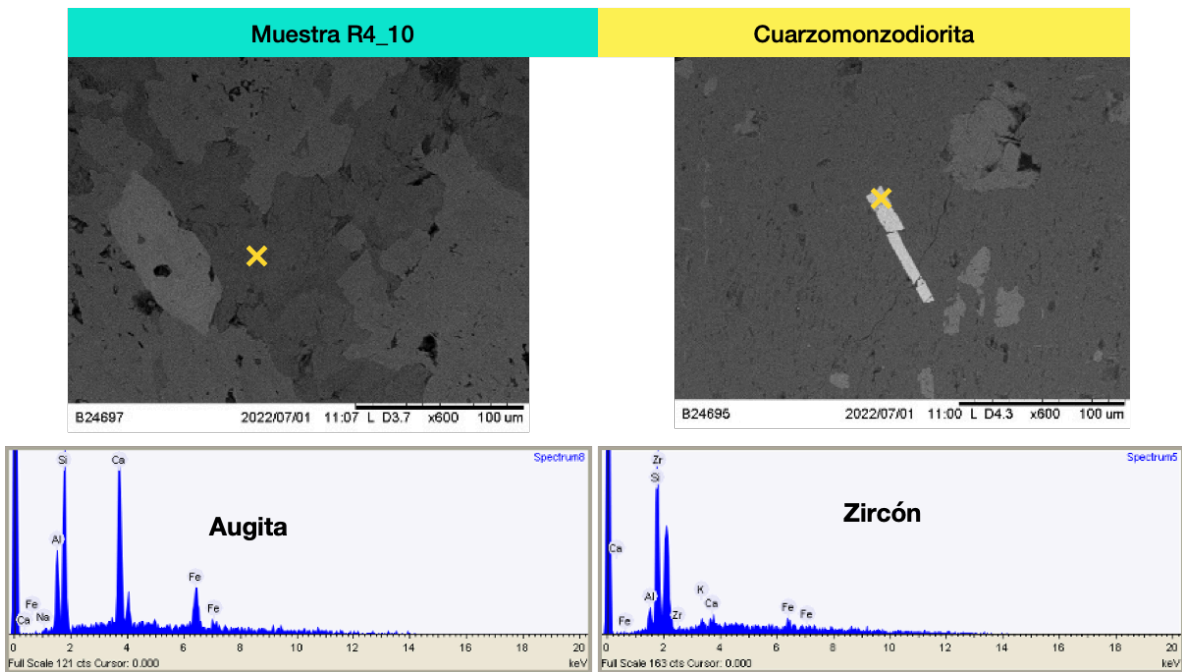 Muestra R4_10
Cuarzomonzodiorita
B24697 2022/07/01 11:07 L D3.7 x600 100 um
B24695 2022/07/01 11:00 L D4.3 x600 100 um
Spectrum8
Si
Ca
Augita
Al
Fe
Fe
Fe
Ca
Na
0 2 4 6 8 10 12 14 16 18 20
Full Scale 121 cts Cursor: 0.000 keV
Spectrum5
Zr
Si
Zircón
Ca
K
Al
Ca
Fe
Fe
Fe
Zr
0 2 4 6 8 10 12 14 16 18 20
Full Scale 163 cts Cursor: 0.000 keV